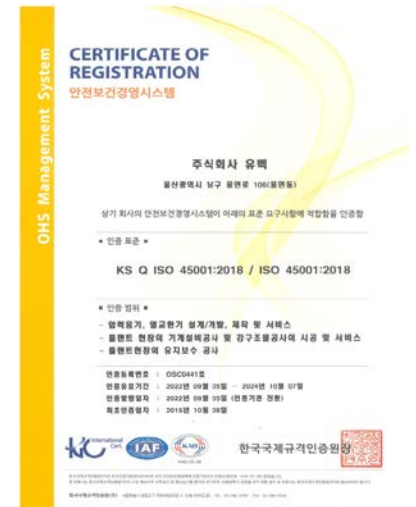 OHS Management System
CERTIFICATE OF
REGISTRATION
안전보건경영시스템
주식회사 유벡
울산광역시 남구 용연로 106(용연동)
상기 회사의 안전보건경영시스템이 아래의 표준 요구사항에 적합함을 인증함
* 인증 표준 *
KS Q ISO 45001:2018 / ISO 45001:2018
* 인증 범위 *
- 압력용기, 열교환기 설계/개발, 제작 및 서비스
- 플랜트 현장의 기계설비공사 및 강구조물공사의 시공 및 서비스
- 플랜트현장의 유지보수 공사
인증등록번호 : OSC0441호
인증유효기간 : 2022년 09월 05일 - 2024년 10월 07일
인증발행일자 : 2022년 09월 05일 (인증기관 전환)
최초인증일자 : 2015년 10월 08일
International
Cert.
IAF
KAB
한국국제규격인증원